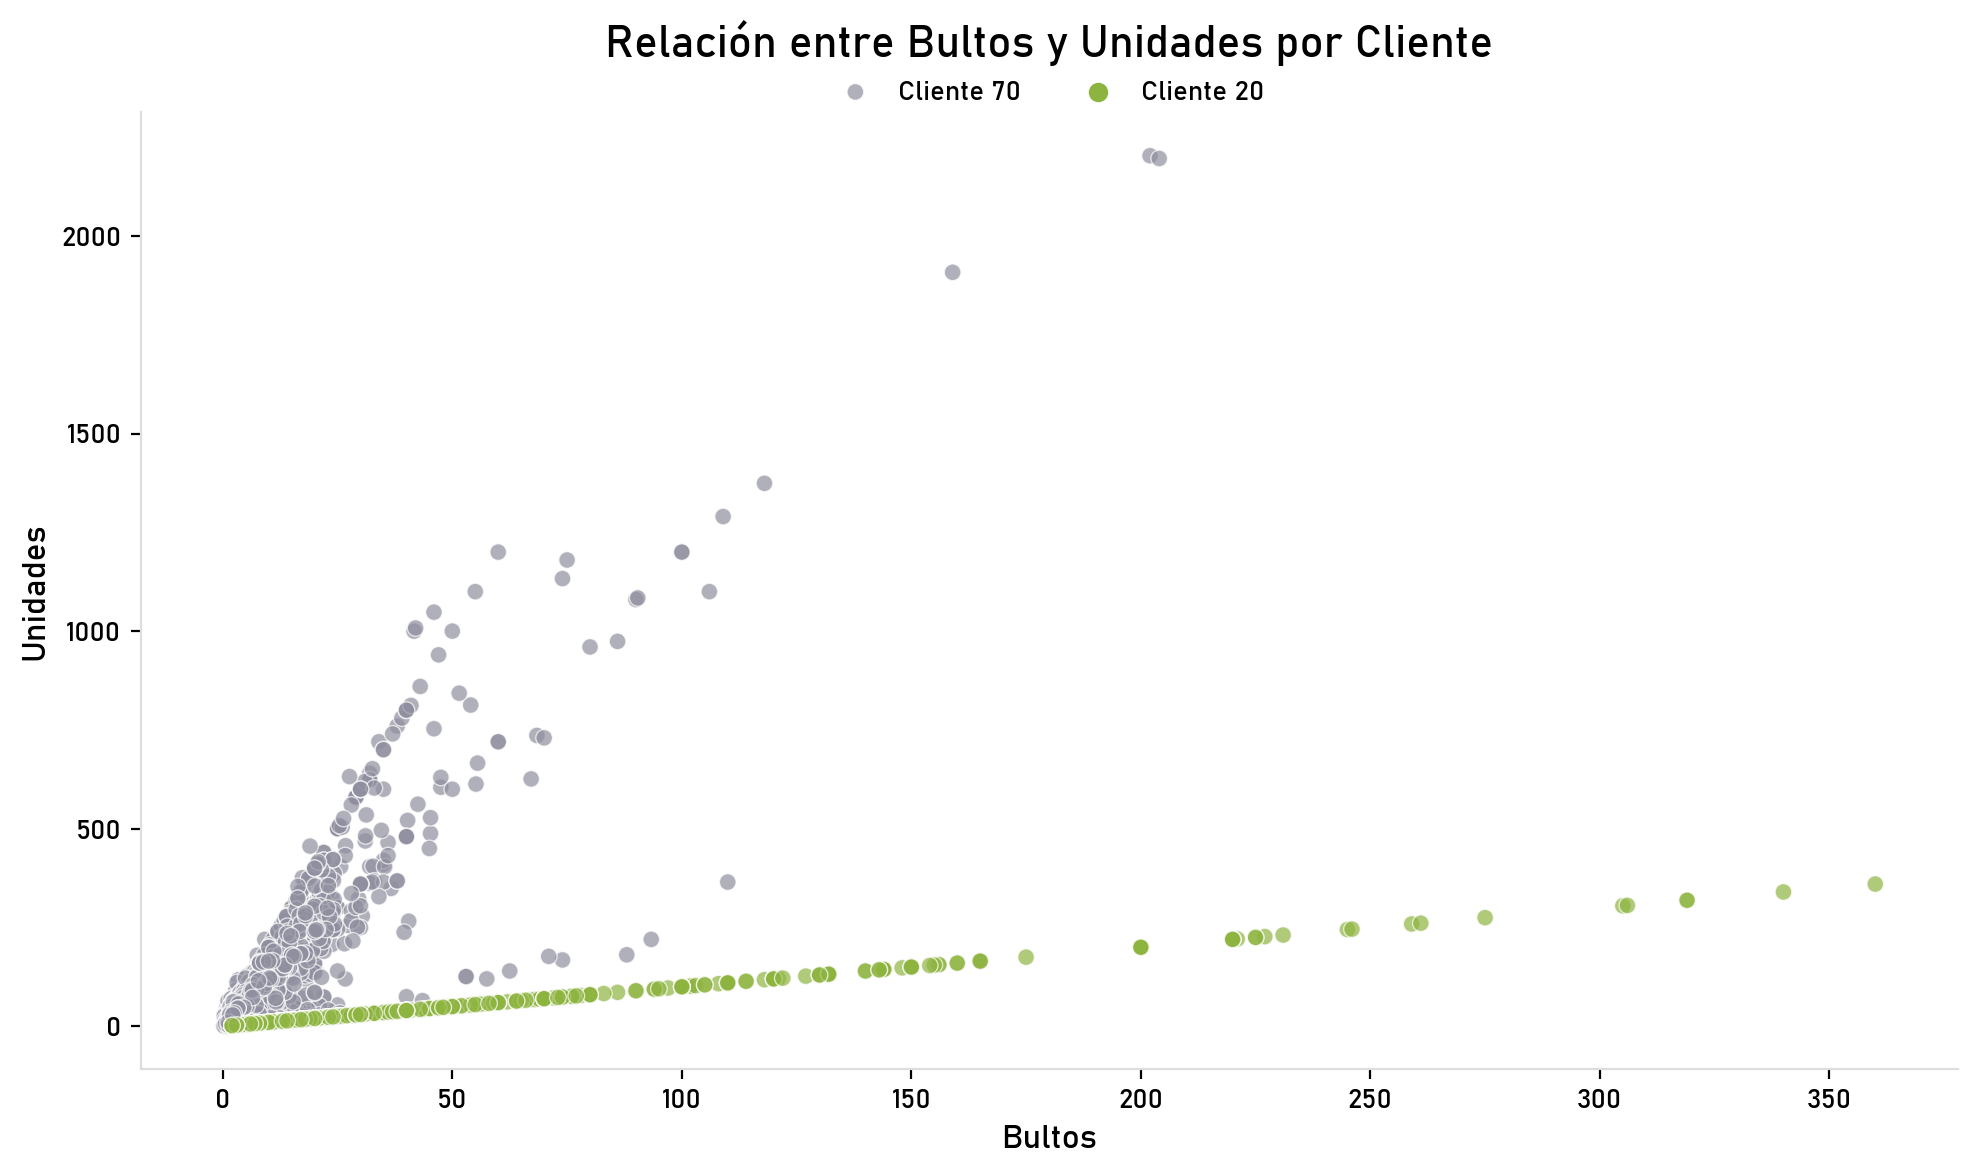 Relación entre Bultos y Unidades por Cliente
Cliente 70 Cliente 20
2000
1500
1000
500
0
Unidades
0 50 100 150 200 250 300 350
Bultos